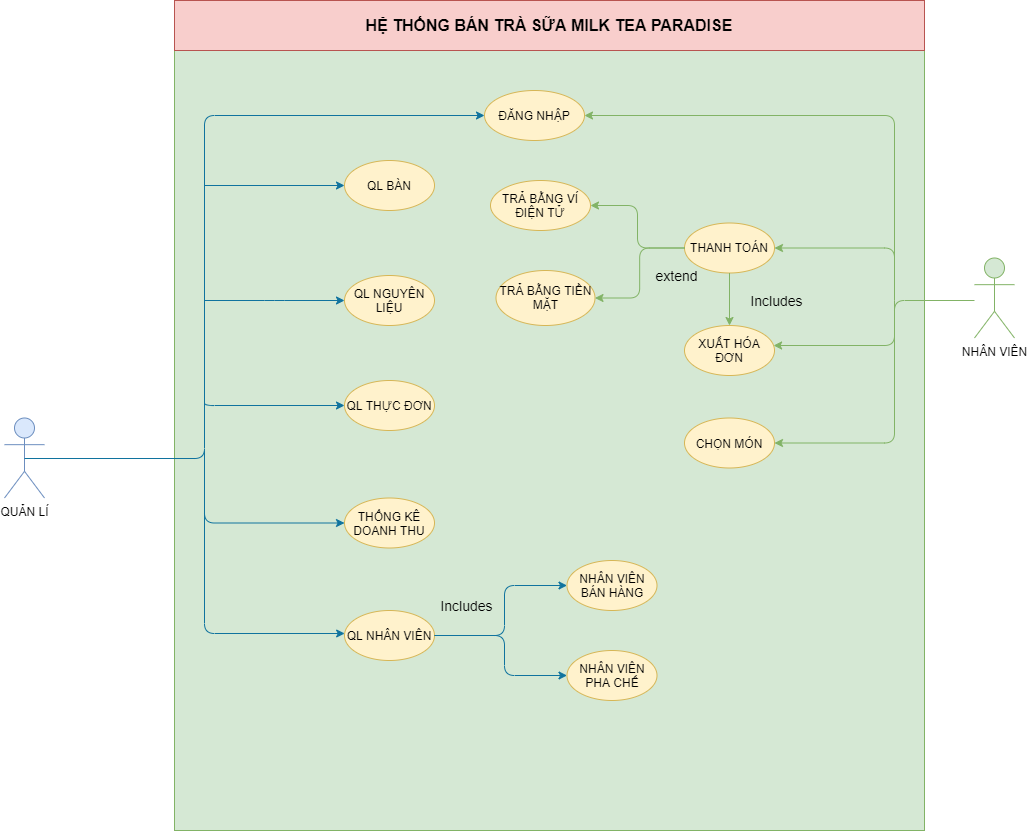 HỆ THỐNG BÁN TRÀ SỮA MILK TEA PARADISE
ĐĂNG NHẬP
QL BÀN
TRẢ BẰNG VÍ
ĐIỆN TỬ
THANH TOÁN
extend
TRẢ BẰNG TIỀN
MẶT
Includes
QL NGUYÊN
LIỆU
XUẤT HÓA
ĐƠN
NHÂN VIÊN
QL THỰC ĐƠN
CHỌN MÓN
QUẢN LÍ
THỐNG KÊ
DOANH THU
NHÂN VIÊN
BÁN HÀNG
Includes
QL NHÂN VIÊN
NHÂN VIÊN
PHA CHẾ